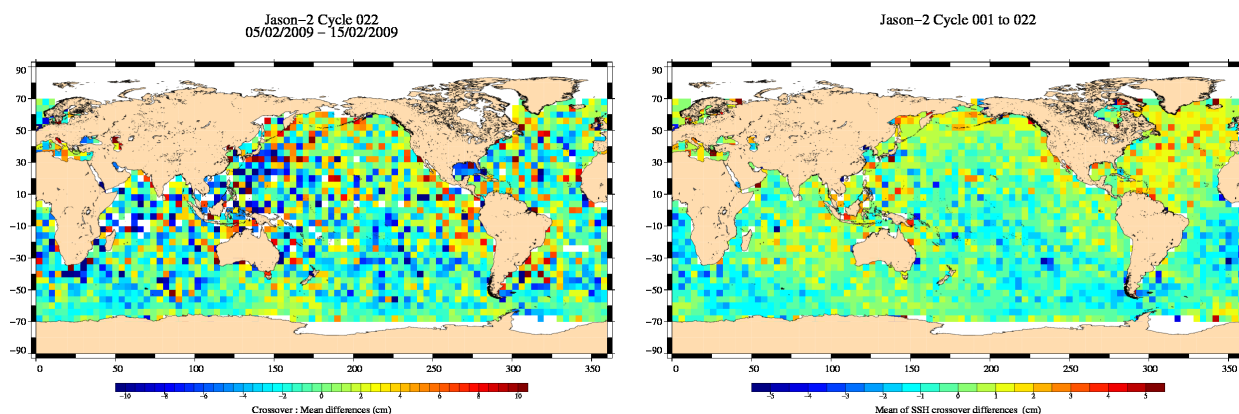 Jason−2 Cycle 022
05/02/2009 − 15/02/2009
90
70
50
30
10
−10
−30
−50
−70
−90
0 50 100 150 200 250 300 350
−10 −8 −6 −4 −2 0 2 4 6 8 10
Crossover : Mean differences (cm)
Jason−2 Cycle 001 to 022
90
70
50
30
10
−10
−30
−50
−70
−90
0 50 100 150 200 250 300 350
−5 −4 −3 −2 −1 0 1 2 3 4 5
Mean of SSH crossover differences (cm)